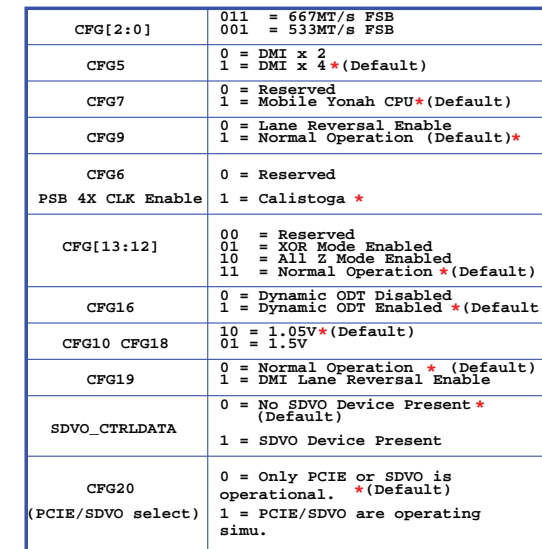 CFG[2:0]
011 = 667MT/s FSB
001 = 533MT/s FSB
CFG5
0 = DMI x 2
1 = DMI x 4 *(Default)
CFG7
0 = Reserved
1 = Mobile Yonah CPU*(Default)
CFG9
0 = Lane Reversal Enable
1 = Normal Operation (Default)*
CFG6
PSB 4X CLK Enable
0 = Reserved
1 = Calistoga *
CFG[13:12]
00 = Reserved
01 = XOR Mode Enabled
10 = All Z Mode Enabled
11 = Normal Operation *(Default)
CFG16
0 = Dynamic ODT Disabled
1 = Dynamic ODT Enabled *(Default
CFG10 CFG18
10 = 1.05V*(Default)
01 = 1.5V
CFG19
0 = Normal Operation * (Default)
1 = DMI Lane Reversal Enable
SDVO_CTRLDATA
0 = No SDVO Device Present *
(Default)
1 = SDVO Device Present
CFG20
(PCIE/SDVO select)
0 = Only PCIE or SDVO is
operational. *(Default)
1 = PCIE/SDVO are operating
simu.